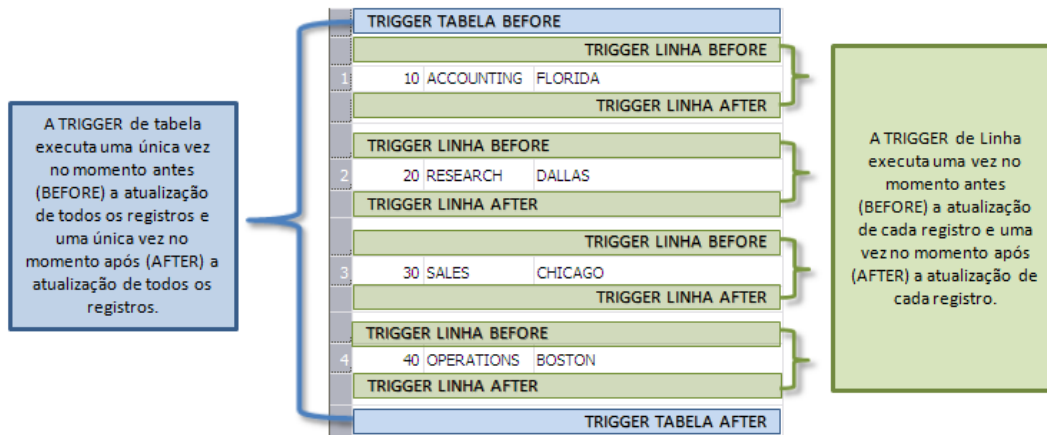 TRIGGER TABELA BEFORE
TRIGGER LINHA BEFORE
1 10 ACCOUNTING FLORIDA
TRIGGER LINHA AFTER
TRIGGER LINHA BEFORE
2 20 RESEARCH DALLAS
TRIGGER LINHA AFTER
TRIGGER LINHA BEFORE
3 30 SALES CHICAGO
TRIGGER LINHA AFTER
TRIGGER LINHA BEFORE
4 40 OPERATIONS BOSTON
TRIGGER LINHA AFTER
TRIGGER TABELA AFTER
A TRIGGER de tabela
executa uma única vez
no momento antes
(BEFORE) a atualização
de todos os registros e
uma única vez no
momento após (AFTER) a
atualização de todos os
registros.
A TRIGGER de Linha
executa uma vez no
momento antes
(BEFORE) a atualização
de cada registro e uma
vez no momento após
(AFTER) a atualização de
cada registro.